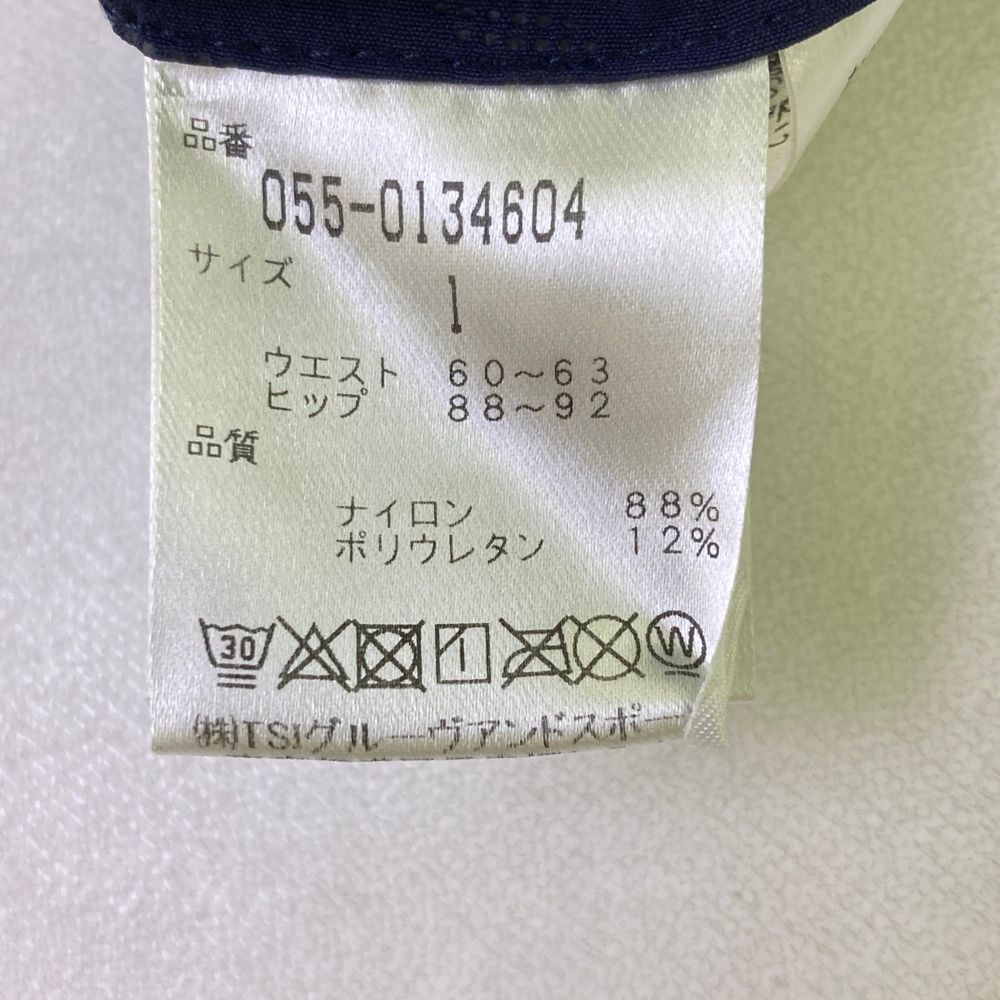 品番
055-0134604
サイズ
1
ウエスト 60～63
ヒップ 88～92
品質
ナイロン 88%
ポリウレタン 12%
30 W
(株)TSIグルーヴアンドスポー